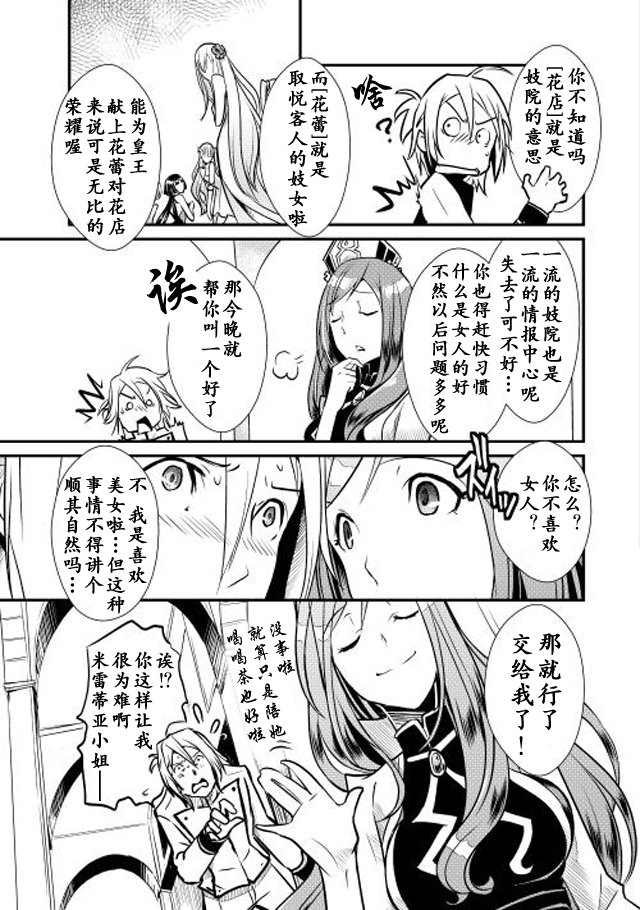 你不知道吗
[花店]就是
妓院的意思
啥
?
而[花蕾]就是
取悦客人的妓女啦
能为皇王
献上花蕾对花店
来说可是无比的
荣耀喔
一流的妓院也是
一流的情报中心呢
失去了可不好…
你也得赶快习惯
什么是女人的好
不然以后问题多多呢
那今晚就
帮你叫一个好了
诶
怎么?
你不喜欢
女人?
不 我是喜欢
美女啦…但这种
事情不得讲个
顺其自然吗…
那就行了
交给我了!
没事啦
就算只是陪她
喝喝茶也好啦
诶!?
你这样让我
很为难啊
米雷蒂亚小姐—